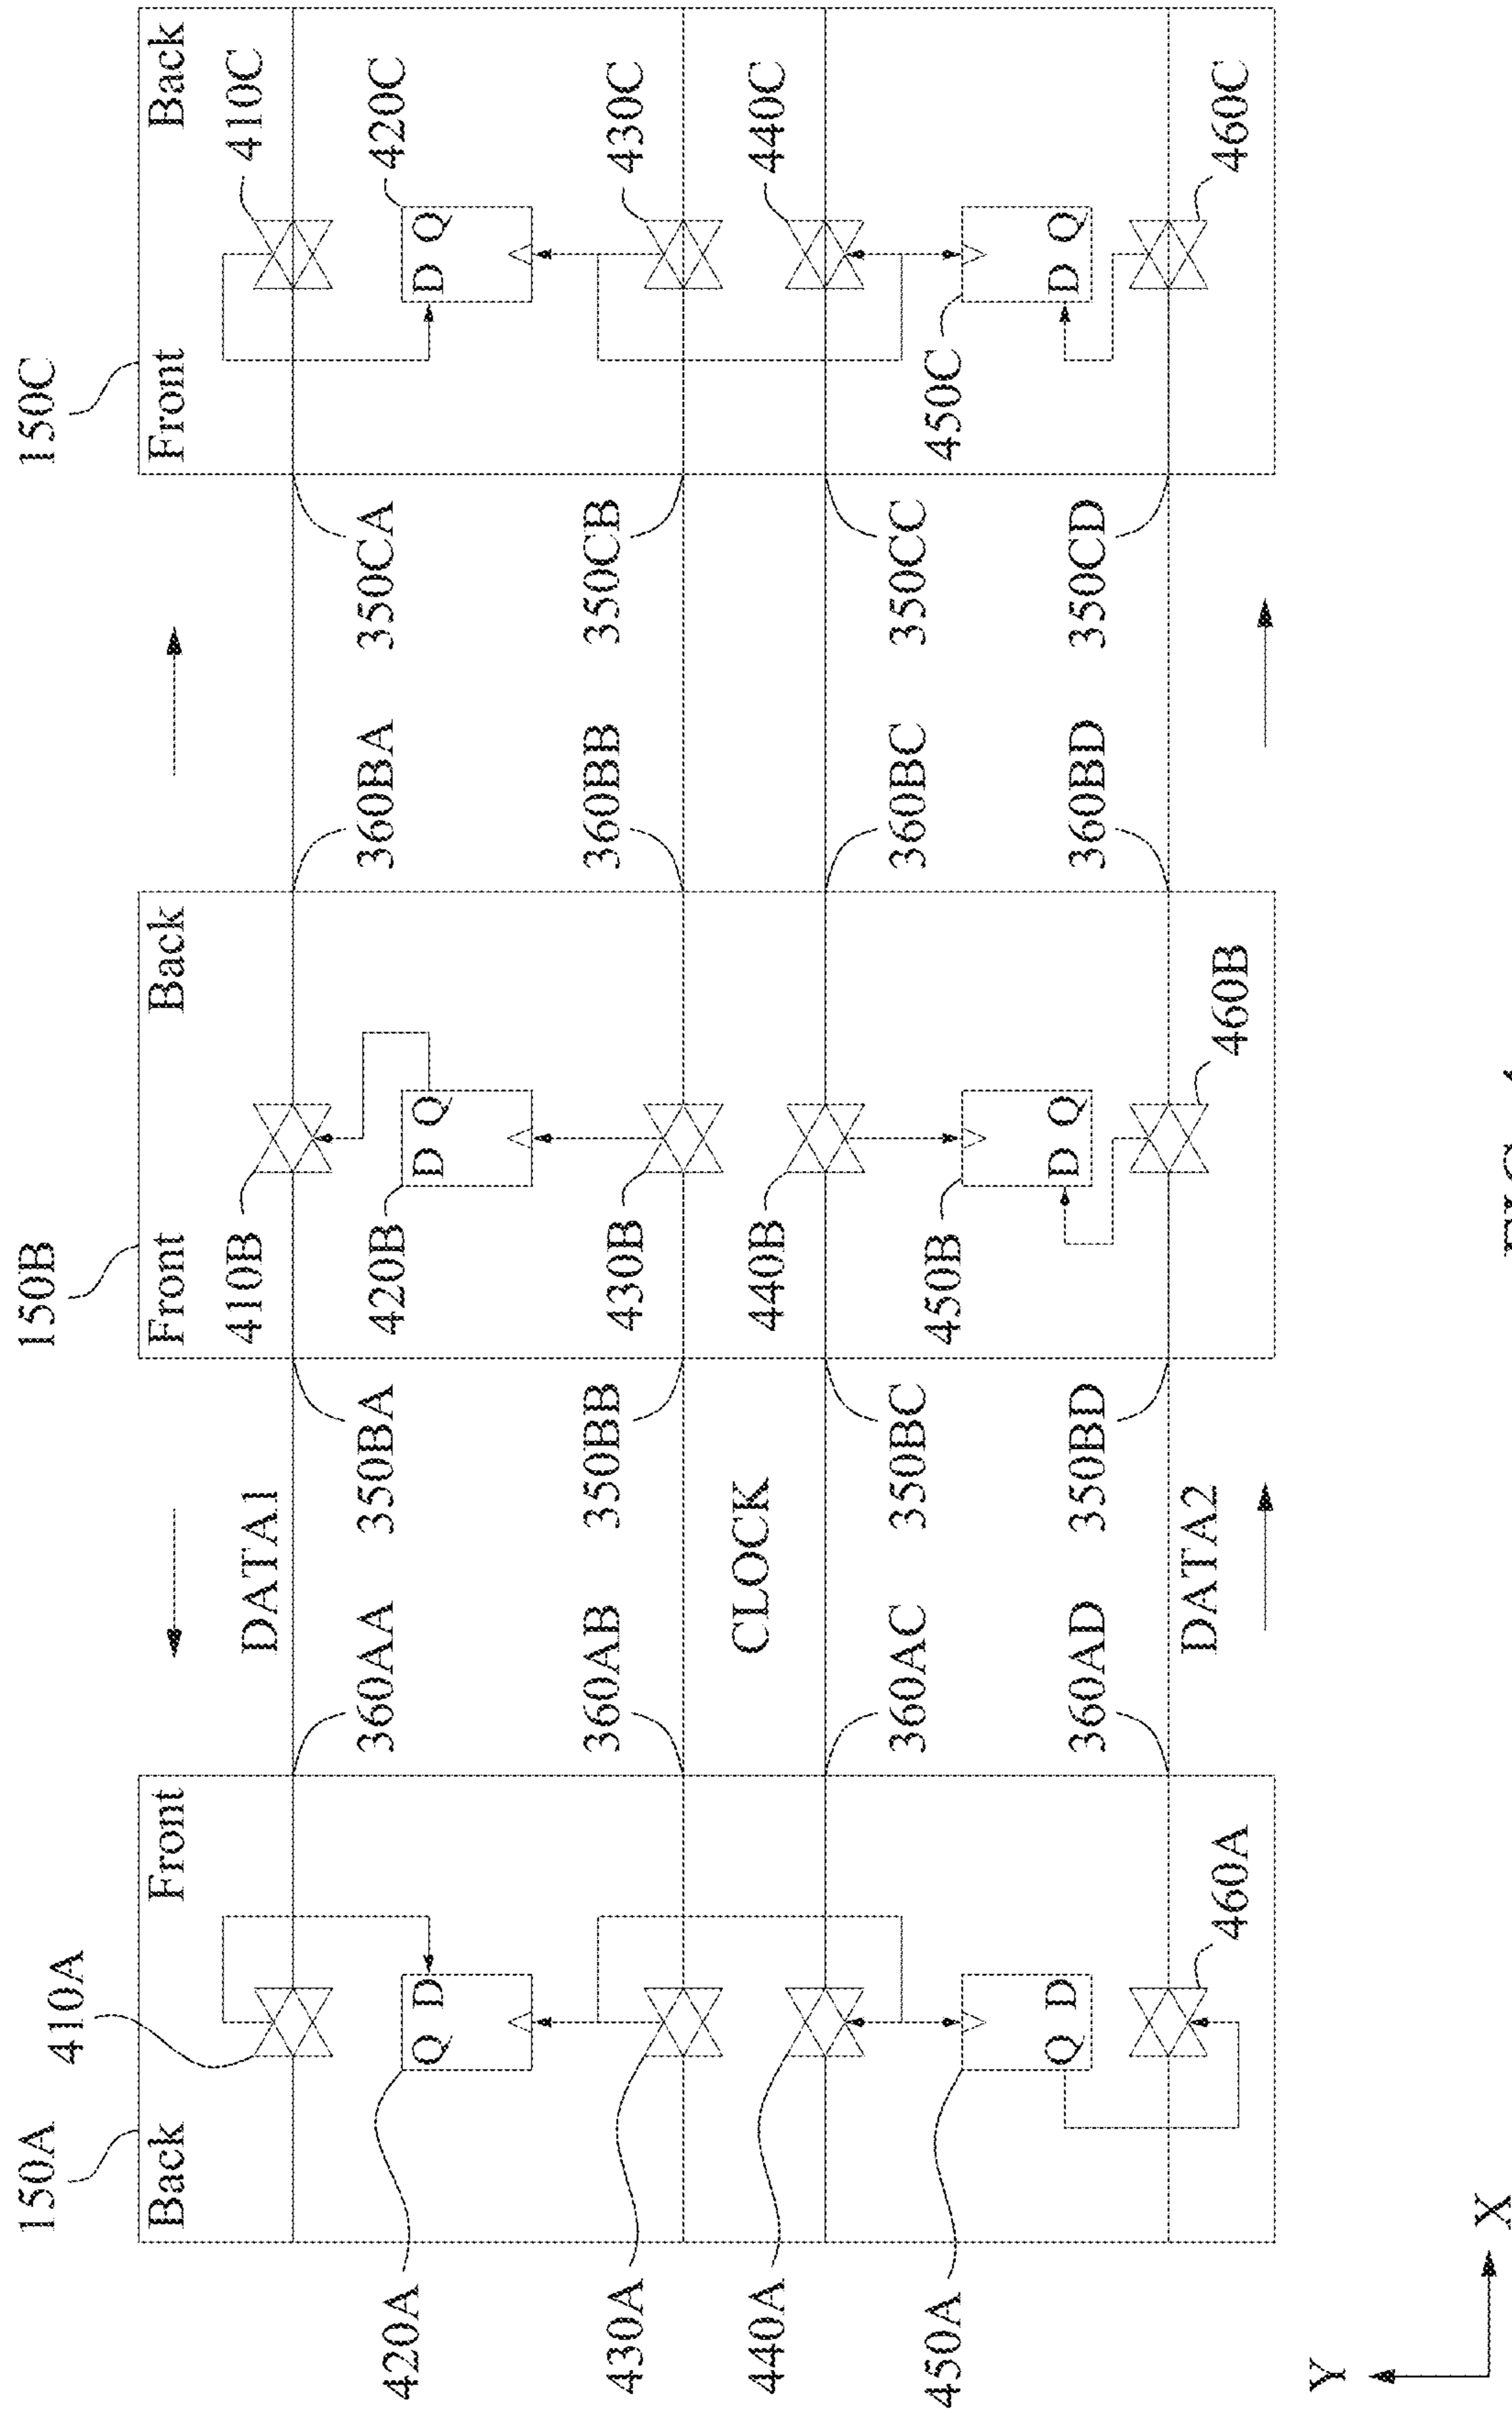 150A
150B
150C
Back
Front
Front
Back
Front
Back
410A
410B
410C
DATA1
360AA
350BA
360BA
350CA
420A
Q D
420B
D Q
420C
D Q
360AB
350BB
360BB
350CB
430A
430B
430C
CLOCK
440A
440B
440C
360AC
350BC
360BC
350CC
450A
Q D
450B
D Q
450C
D Q
360AD
350BD
360BD
350CD
460A
DATA2
460B
460C
Y
X